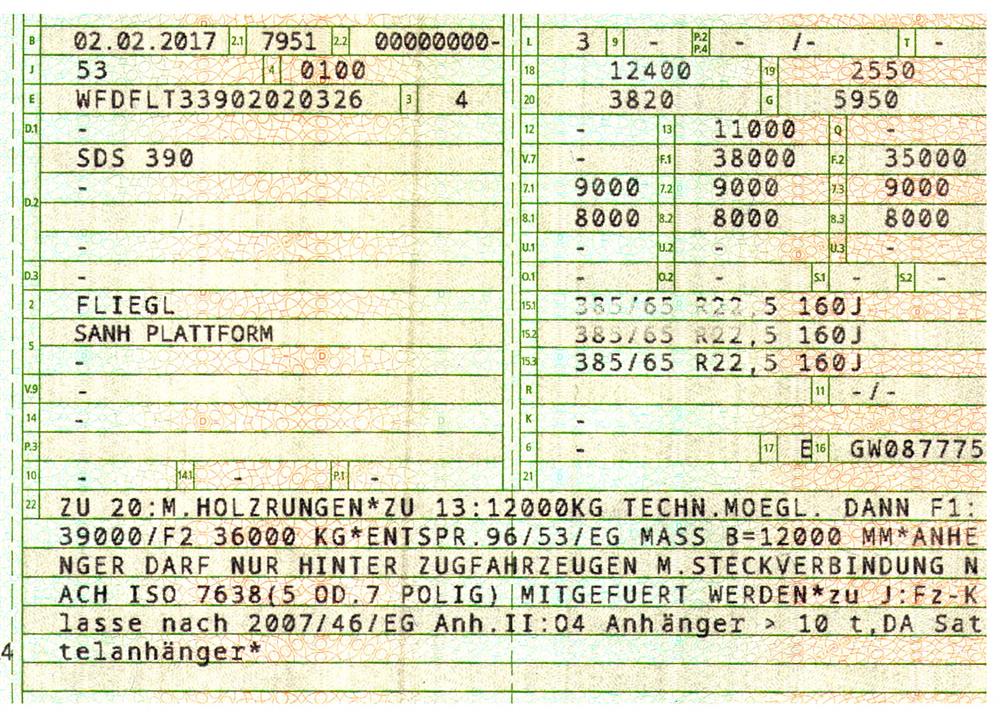 B 02.02.2017 2.1 7951 2.2 00000000-
J 53 4 0100
E WFDFLT33902020326 3 4
D.1 -
SDS 390
D.2 -
-
D.3 -
2 FLIEGL
5 SANH PLATTFORM
-
V.9 -
14 -
P.3
10 - 14.1 - P.1 -
L 3 9 - P.2 P.4 - /- T -
18 12400 19 2550
20 3820 G 5950
12 - 13 11000 Q -
V.7 - F.1 38000 F.2 35000
7.1 9000 7.2 9000 7.3 9000
8.1 8000 8.2 8000 8.3 8000
U.1 - U.2 - U.3 -
O.1 - O.2 - S.1 - S.2 -
15.1 385/65 R22,5 160J
15.2 385/65 R22,5 160J
15.3 385/65 R22,5 160J
R 11 -/-
K -
6 - 17 E 16 GW087775
21
22 ZU 20:M.HOLZRUNGEN*ZU 13:12000KG TECHN.MOEGL. DANN F1:
39000/F2 36000 KG*ENTSPR.96/53/EG MASS B=12000 MM*ANHE
NGER DARF NUR HINTER ZUGFAHRZEUGEN M.STECKVERBINDUNG N
ACH ISO 7638(5 OD.7 POLIG) MITGEFUERT WERDEN*zu J:Fz-K
lasse nach 2007/46/EG Anh.II:O4 Anhänger > 10 t,DA Sat
4 telanhänger*